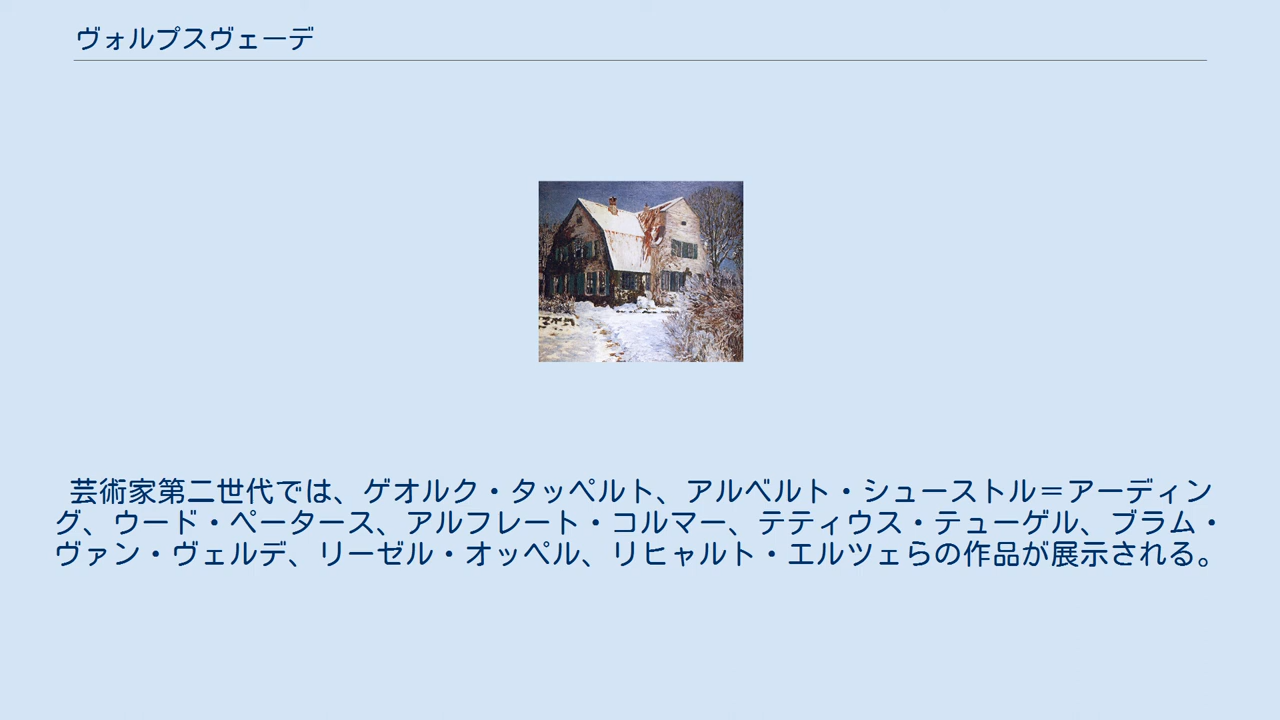 ヴォルプスヴェーデ
芸術家第二世代では、ゲオルク・タッペルト、アルベルト・シューストル＝アーディン
グ、ウード・ペータース、アルフレート・コルマー、テティウス・テューゲル、ブラム・
ヴァン・ヴェルデ、リーゼル・オッペル、リヒャルト・エルツェらの作品が展示される。